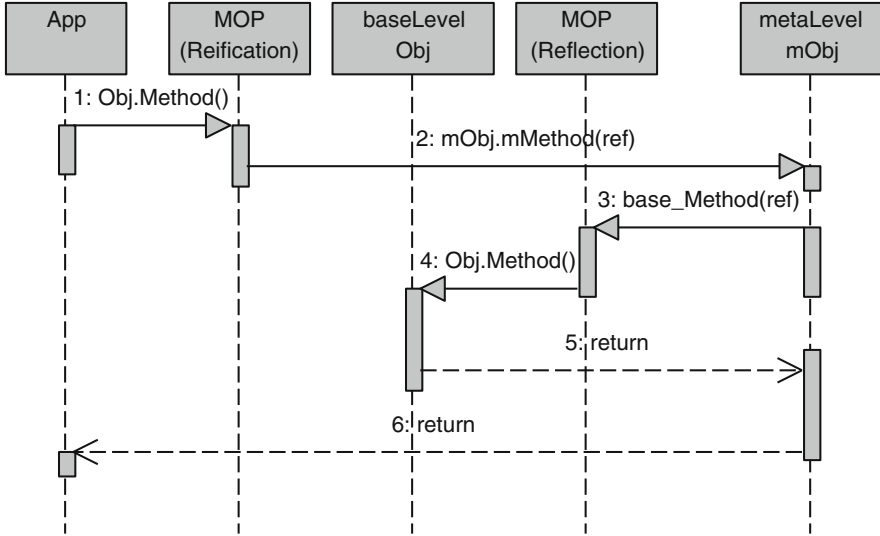 App
MOP
(Reification)
baseLevel
Obj
MOP
(Reflection)
metaLevel
mObj
1: Obj.Method()
2: mObj.mMethod(ref)
3: base_Method(ref)
4: Obj.Method()
5: return
6: return